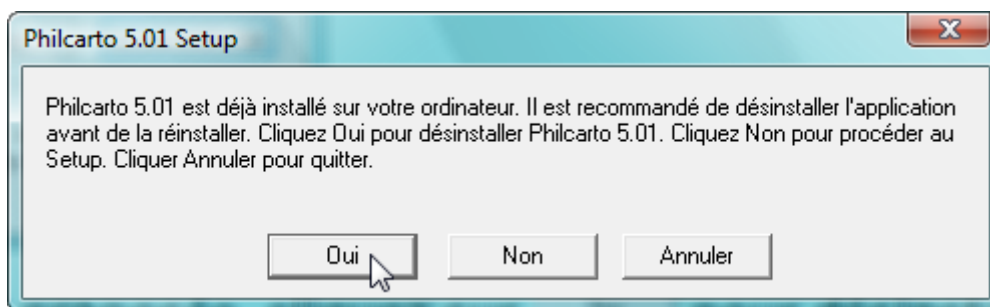 Philcarto 5.01 Setup
Philcarto 5.01 est déjà installé sur votre ordinateur. Il est recommandé de désinstaller l'application
avant de la réinstaller. Cliquez Oui pour désinstaller Philcarto 5.01. Cliquez Non pour procéder au
Setup. Cliquer Annuler pour quitter.
Oui
Non
Annuler